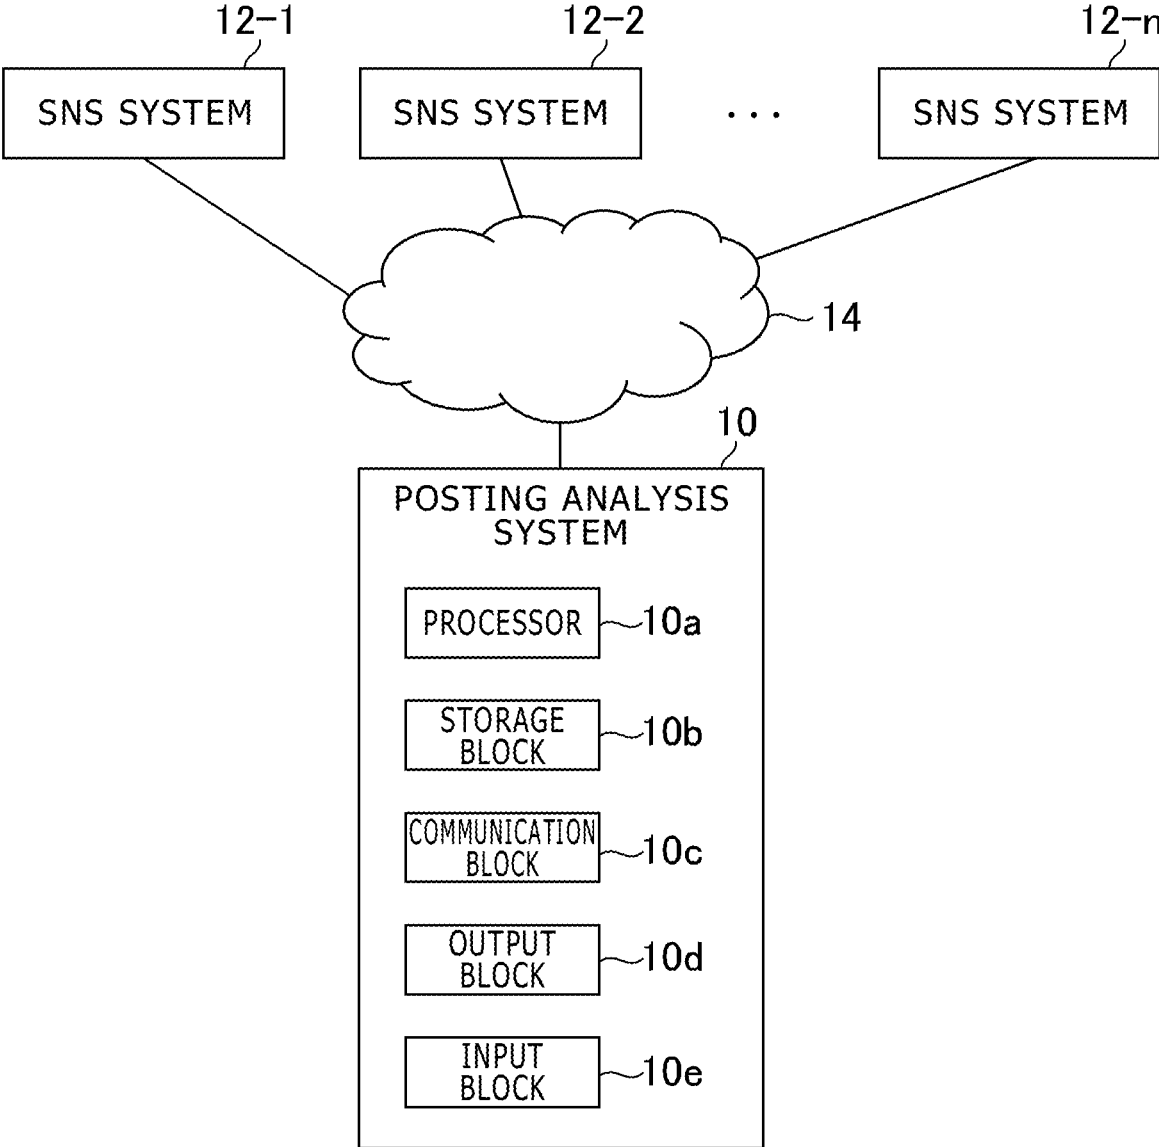 12-1 12-2 12-n
SNS SYSTEM SNS SYSTEM ... SNS SYSTEM
14
10
POSTING ANALYSIS
SYSTEM
PROCESSOR 10a
STORAGE
BLOCK
10b
COMMUNICATION
BLOCK
10c
OUTPUT
BLOCK
10d
INPUT
BLOCK
10e